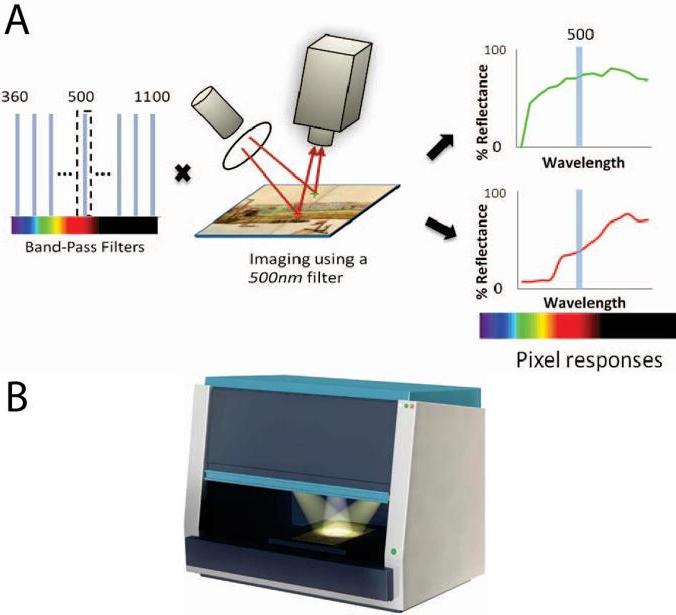 A
360 500 1100
...
...
Band-Pass Filters
×
Imaging using a
500nm filter
500
100
% Reflectance
0
Wavelength
100
% Reflectance
0
Wavelength
Pixel responses
B